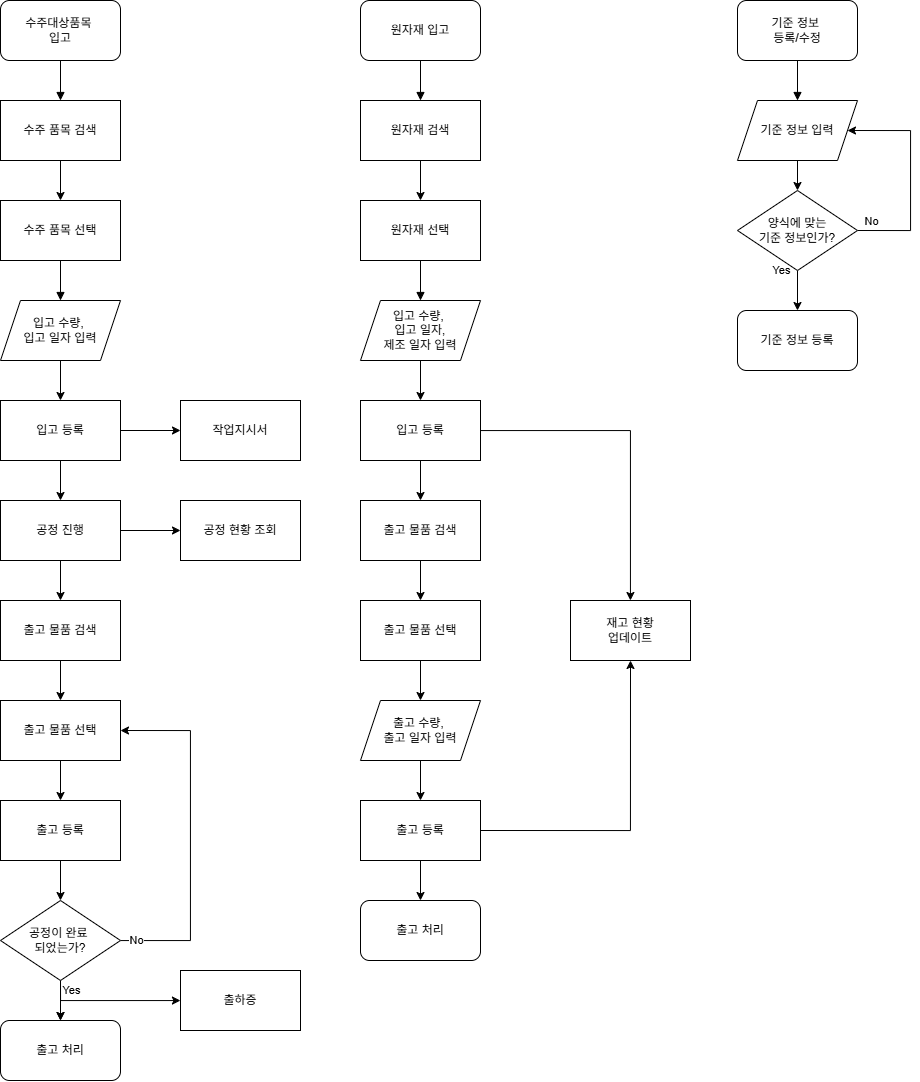 수주대상품목
입고
수주 품목 검색
수주 품목 선택
입고 수량,
입고 일자 입력
입고 등록
작업지시서
공정 진행
공정 현황 조회
출고 물품 검색
출고 물품 선택
출고 등록
공정이 완료
되었는가?
No
Yes
출하증
출고 처리
원자재 입고
원자재 검색
원자재 선택
입고 수량,
입고 일자,
제조 일자 입력
입고 등록
출고 물품 검색
출고 물품 선택
출고 수량,
출고 일자 입력
출고 등록
출고 처리
재고 현황
업데이트
기준 정보
등록/수정
기준 정보 입력
양식에 맞는
기준 정보인가?
No
Yes
기준 정보 등록